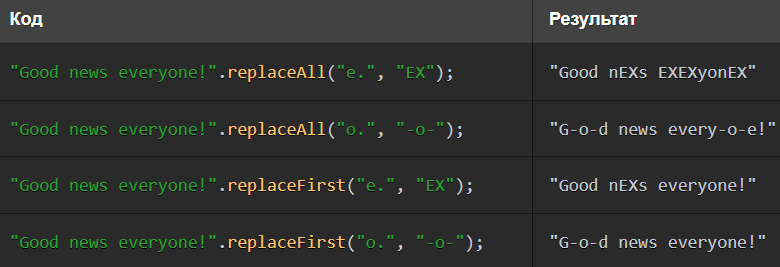 Код Результат
"Good news everyone!".replaceAll("e.", "EX"); "Good nEXs EXEXyonEX"
"Good news everyone!".replaceAll("o.", "-o-"); "G-o-d news every-o-e!"
"Good news everyone!".replaceFirst("e.", "EX"); "Good nEXs everyone!"
"Good news everyone!".replaceFirst("o.", "-o-"); "G-o-d news everyone!"